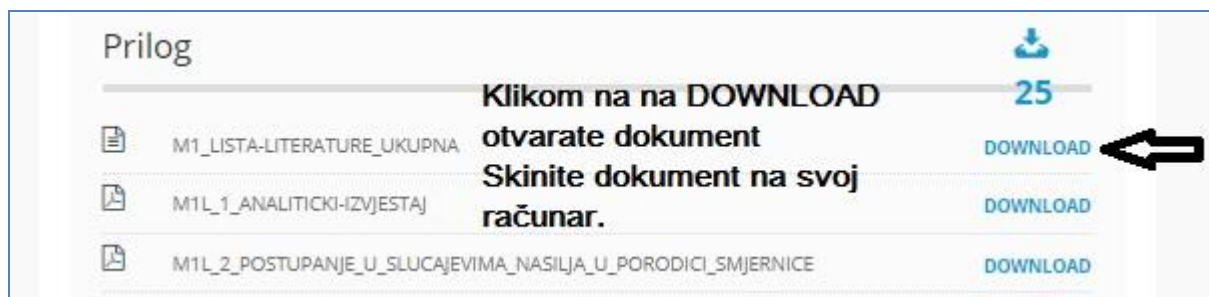 Prilog
25
Klikom na na DOWNLOAD
otvarate dokument
Skinite dokument na svoj
računar.
M1_LISTA-LITERATURE_UKUPNA DOWNLOAD
M1L_1_ANALITICKI-IZVJESTAJ DOWNLOAD
M1L_2_POSTUPANJE_U_SLUCAJEVIMA_NASILJA_U_PORODICI_SMJERNICE DOWNLOAD